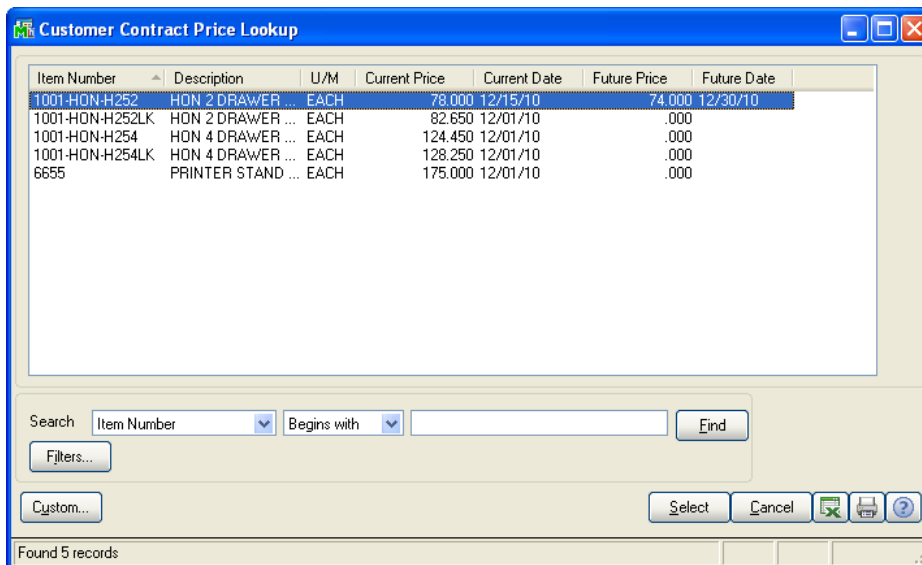 Customer Contract Price Lookup
Item Number Description U/M Current Price Current Date Future Price Future Date
1001-HON-H252 HON 2 DRAWER ... EACH 78.000 12/15/10 74.000 12/30/10
1001-HON-H252LK HON 2 DRAWER ... EACH 82.650 12/01/10 .000
1001-HON-H254 HON 4 DRAWER ... EACH 124.450 12/01/10 .000
1001-HON-H254LK HON 4 DRAWER ... EACH 128.250 12/01/10 .000
6655 PRINTER STAND ... EACH 175.000 12/01/10 .000
Search Item Number Begins with Find
Filters...
Custom... Select Cancel ?
Found 5 records